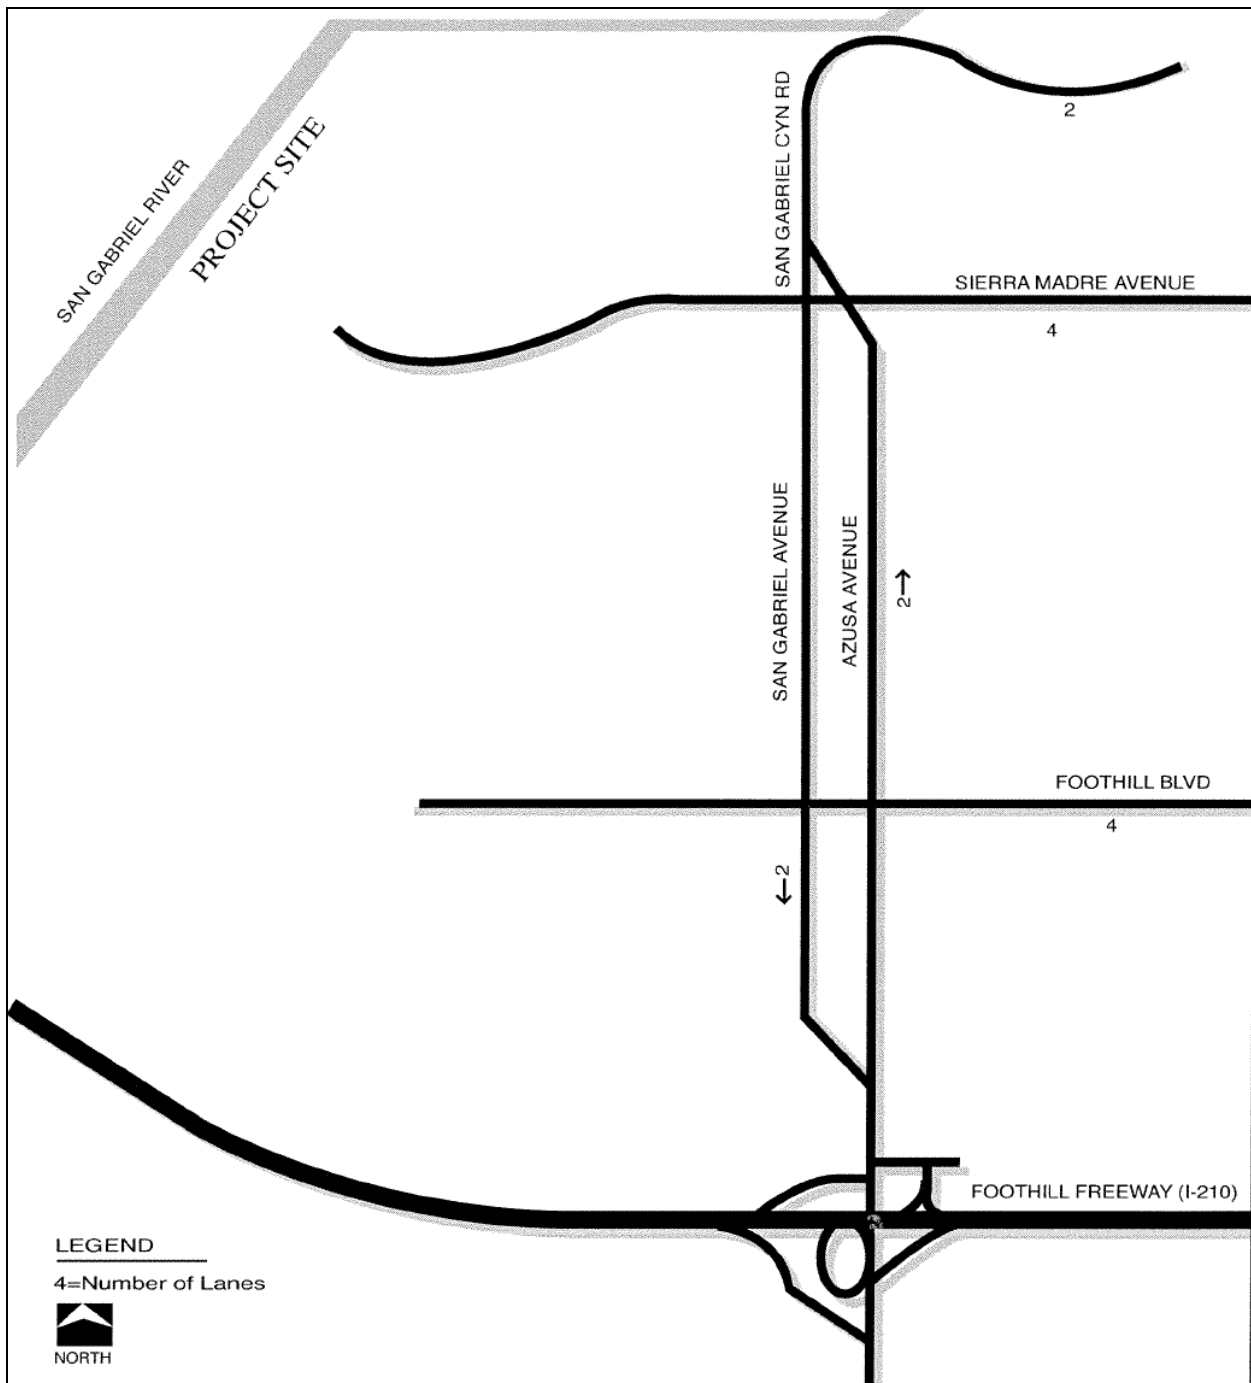 SAN GABRIEL CYN RD
2
SAN GABRIEL RIVER
PROJECT SITE
SIERRA MADRE AVENUE
4
SAN GABRIEL AVENUE
AZUSA AVENUE
2→
FOOTHILL BLVD
4
←2
FOOTHILL FREEWAY (I-210)
LEGEND
4=Number of Lanes
NORTH